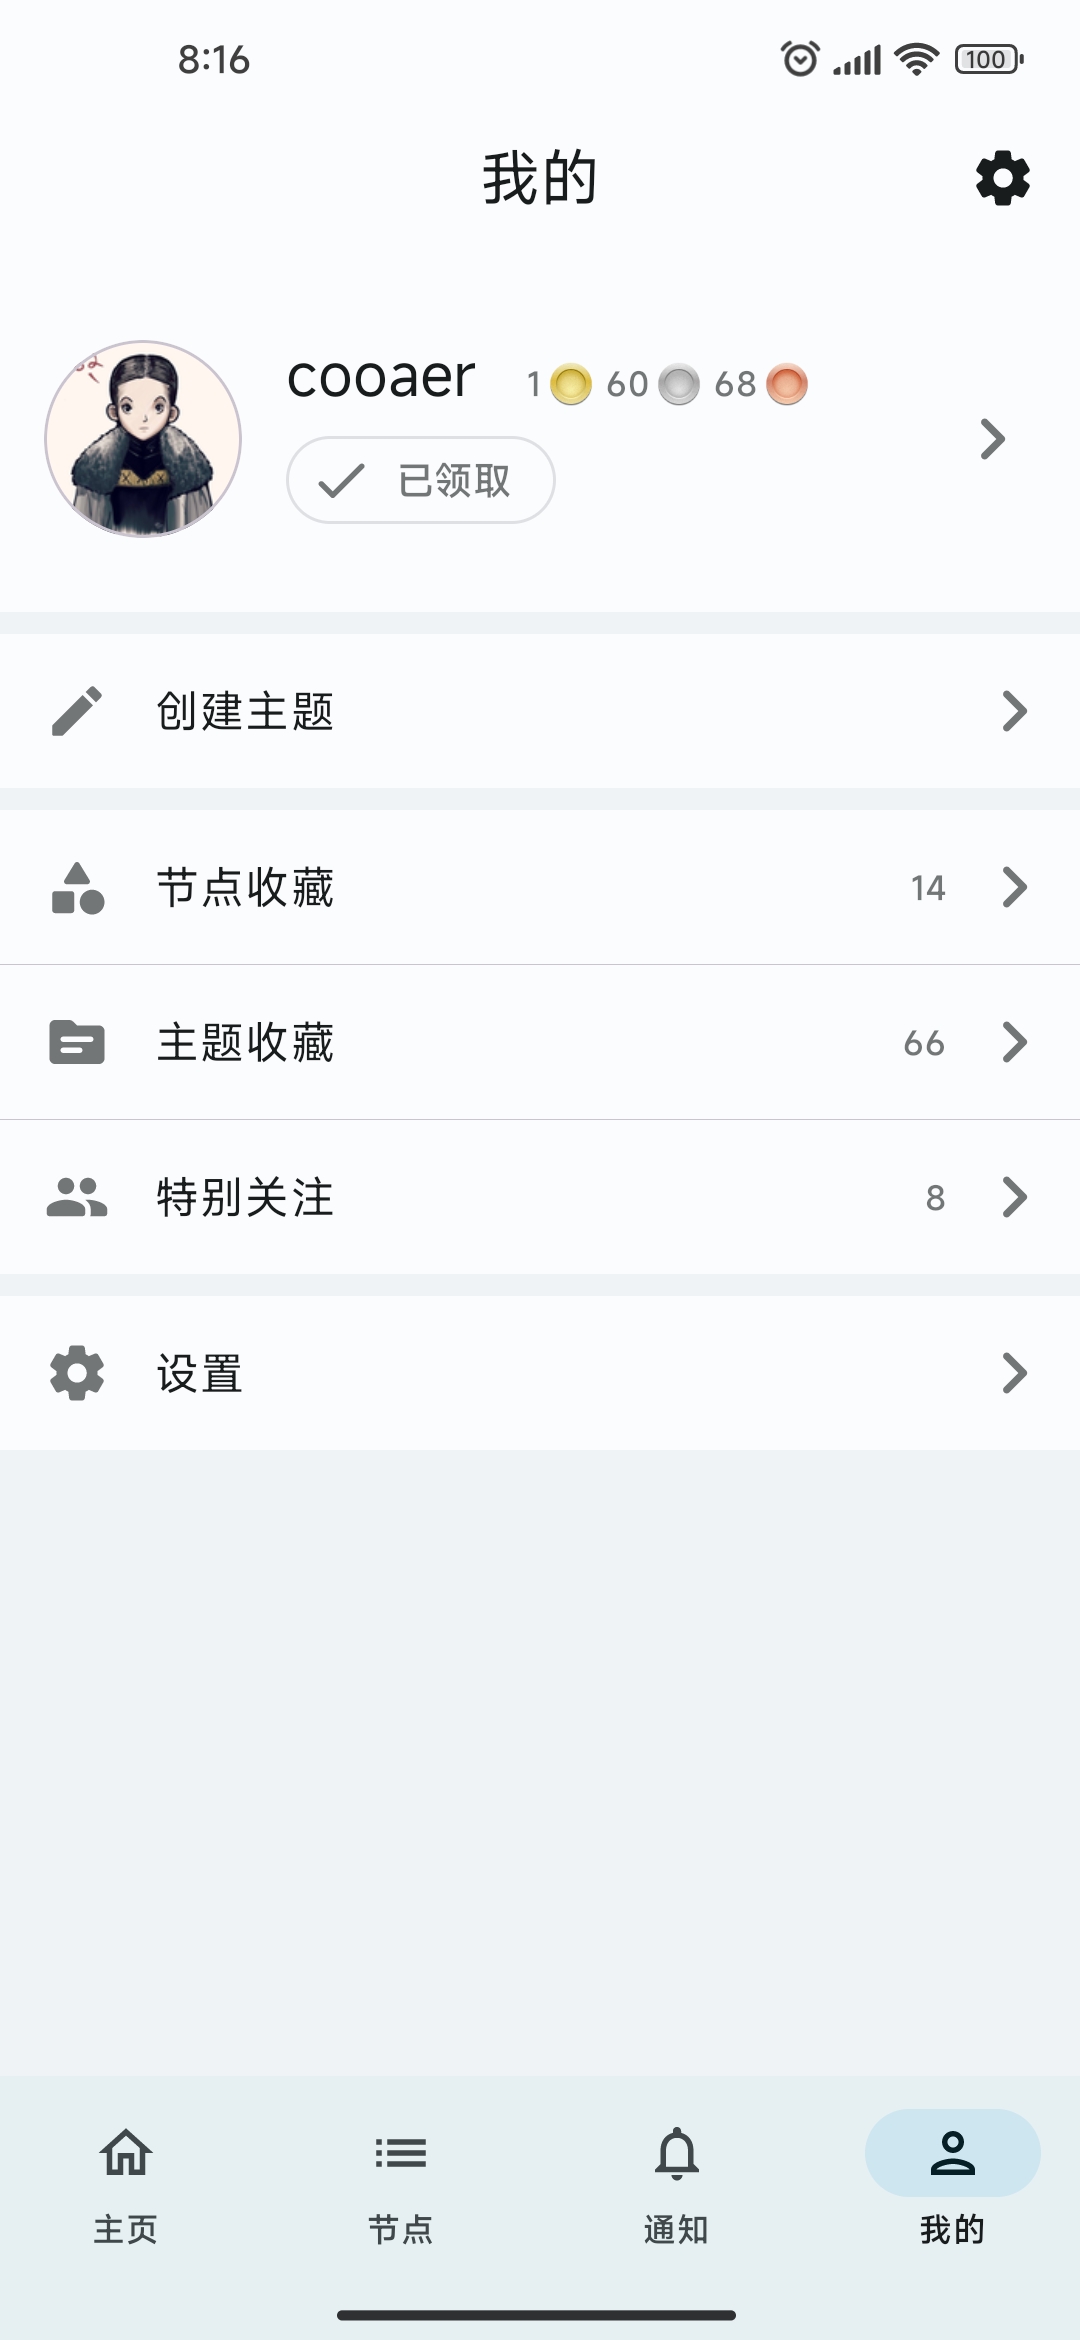 8:16 100
我的
cooaer 1 60 68
已领取
创建主题
节点收藏 14
主题收藏 66
特别关注 8
设置
主页 节点 通知 我的